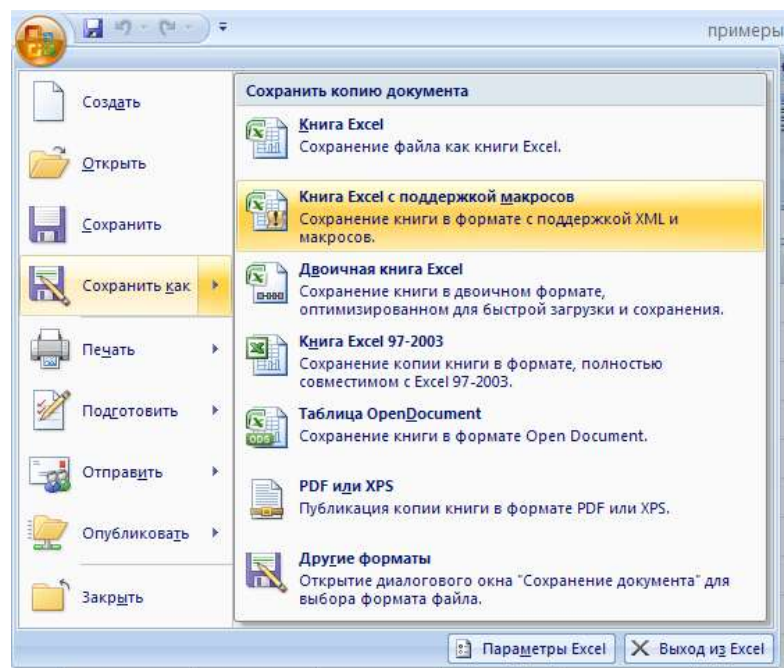 примеры
Создать
Открыть
Сохранить
Сохранить как
Печать
Подготовить
Отправить
Опубликовать
Закрыть
Сохранить копию документа
Книга Excel
Сохранение файла как книги Excel.
Книга Excel с поддержкой макросов
Сохранение книги в формате с поддержкой XML и
макросов.
Двоичная книга Excel
Сохранение книги в двоичном формате,
оптимизированном для быстрой загрузки и сохранения.
Книга Excel 97-2003
Сохранение копии книги в формате, полностью
совместимом с Excel 97-2003.
Таблица OpenDocument
Сохранение книги в формате Open Document.
ODS
PDF или XPS
Публикация копии книги в формате PDF или XPS.
Другие форматы
Открытие диалогового окна "Сохранение документа" для
выбора формата файла.
Параметры Excel
Выход из Excel